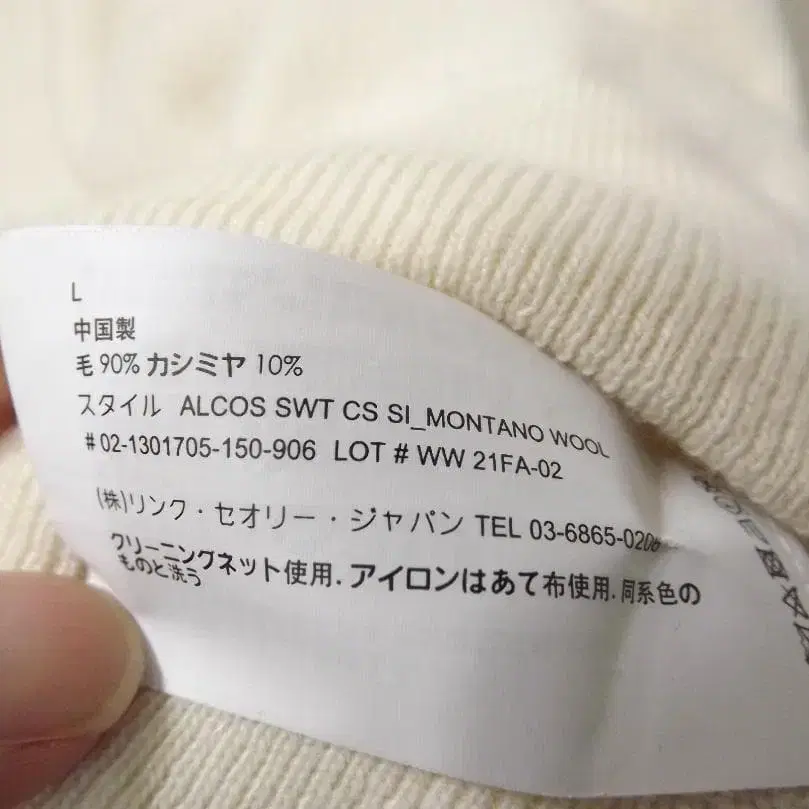 L
中国製
毛 90% カシミヤ 10%
スタイル ALCOS SWT CS SI_MONTANO WOOL
# 02-1301705-150-906 LOT # WW 21FA-02
(株)リンク・セオリー・ジャパン TEL 03-6865-0206
クリーニングネット使用.アイロンはあて布使用.同系色の
ものと洗う